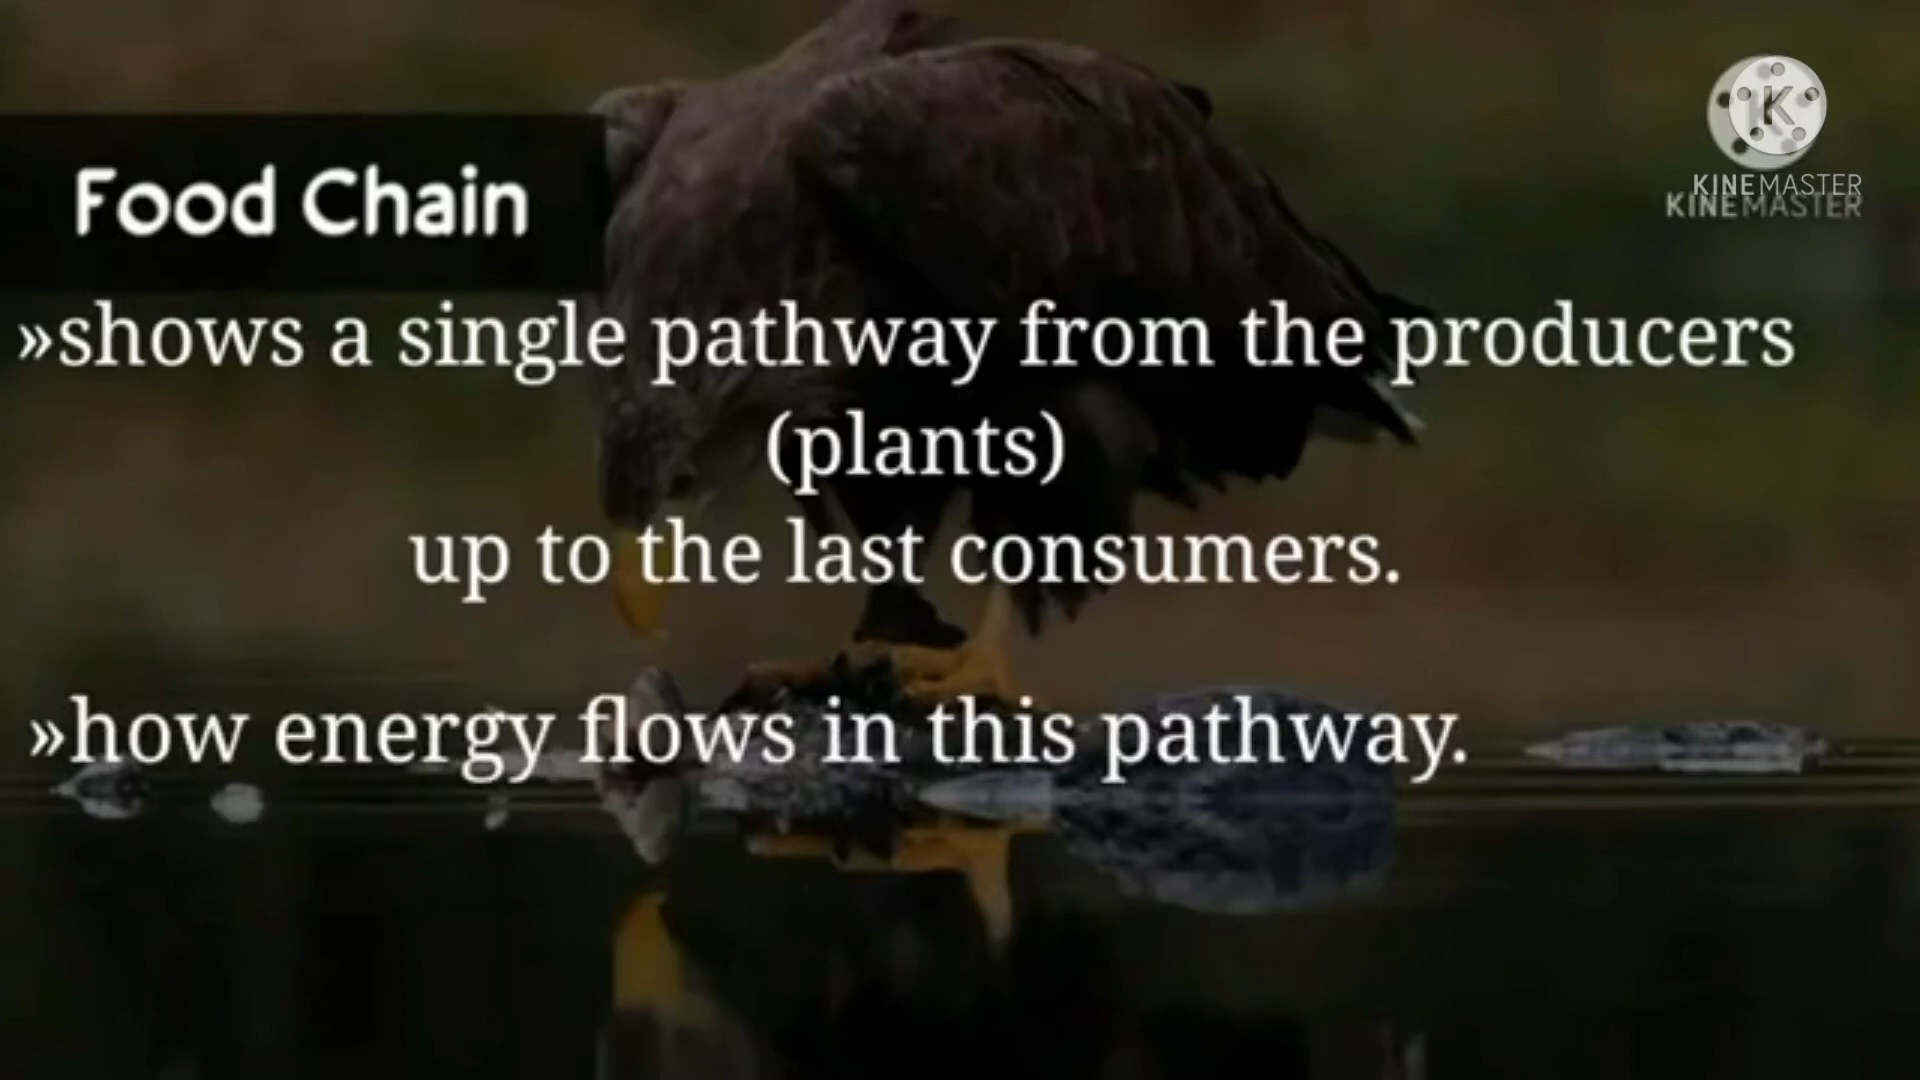 Food Chain
»shows a single pathway from the producers
(plants)
up to the last consumers.
»how energy flows in this pathway.
K
KINEMASTER
KINEMASTER